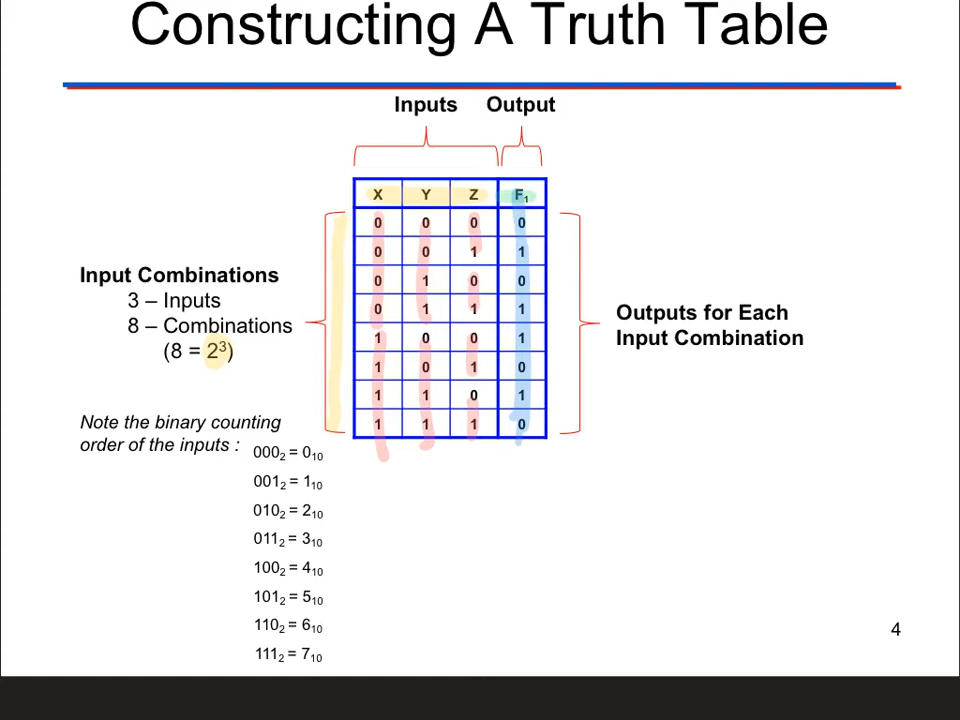 Constructing A Truth Table
Inputs Output
X Y Z F₁
0 0 0 0
0 0 1 1
0 1 0 0
0 1 1 1
1 0 0 1
1 0 1 0
1 1 0 1
1 1 1 0
Input Combinations
3 – Inputs
8 – Combinations
(8 = 2³)
Outputs for Each
Input Combination
Note the binary counting
order of the inputs :
000₂ = 0₁₀
001₂ = 1₁₀
010₂ = 2₁₀
011₂ = 3₁₀
100₂ = 4₁₀
101₂ = 5₁₀
110₂ = 6₁₀
111₂ = 7₁₀
4